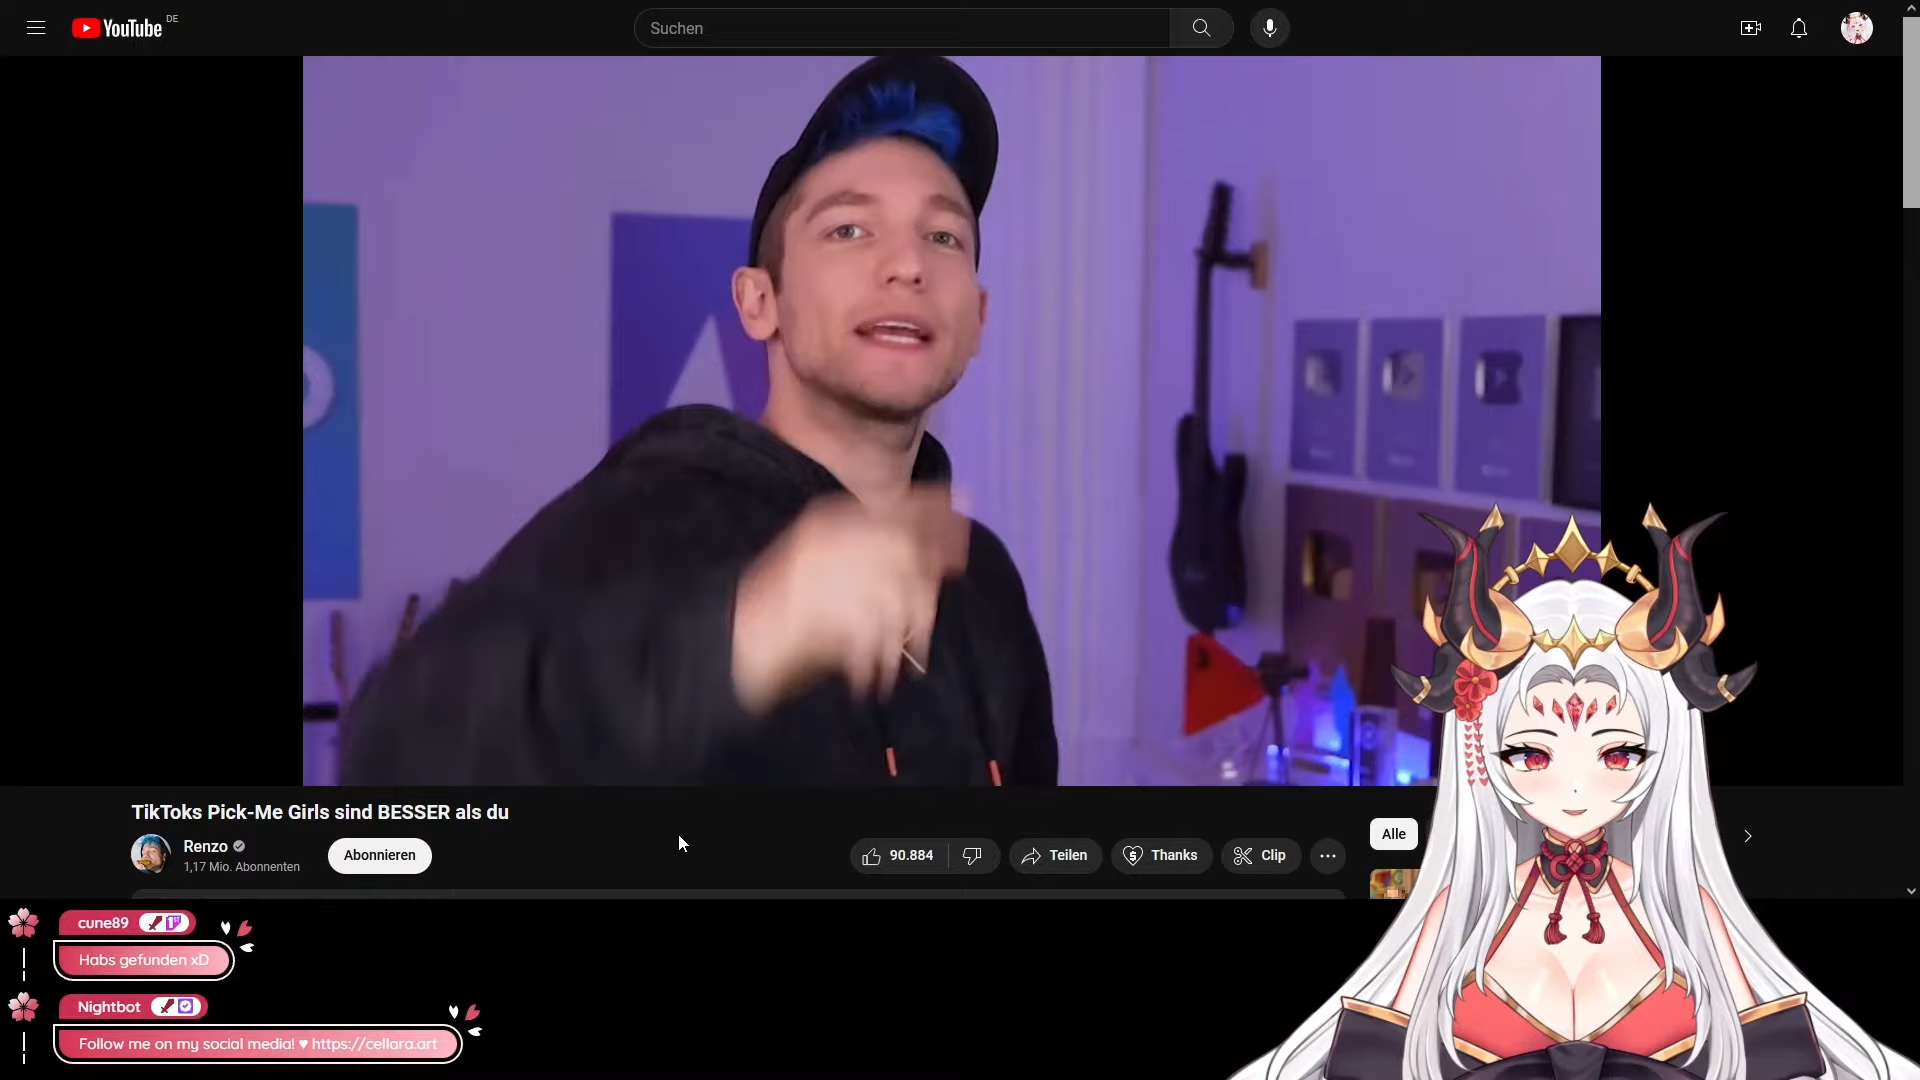 YouTube DE
Suchen
TikToks Pick-Me Girls sind BESSER als du
Renzo
1,17 Mio. Abonnenten
Abonnieren
90.884
Teilen
Thanks
Clip
Alle
cune89
Habs gefunden xD
Nightbot
Follow me on my social media! ♥ https://cellara.art